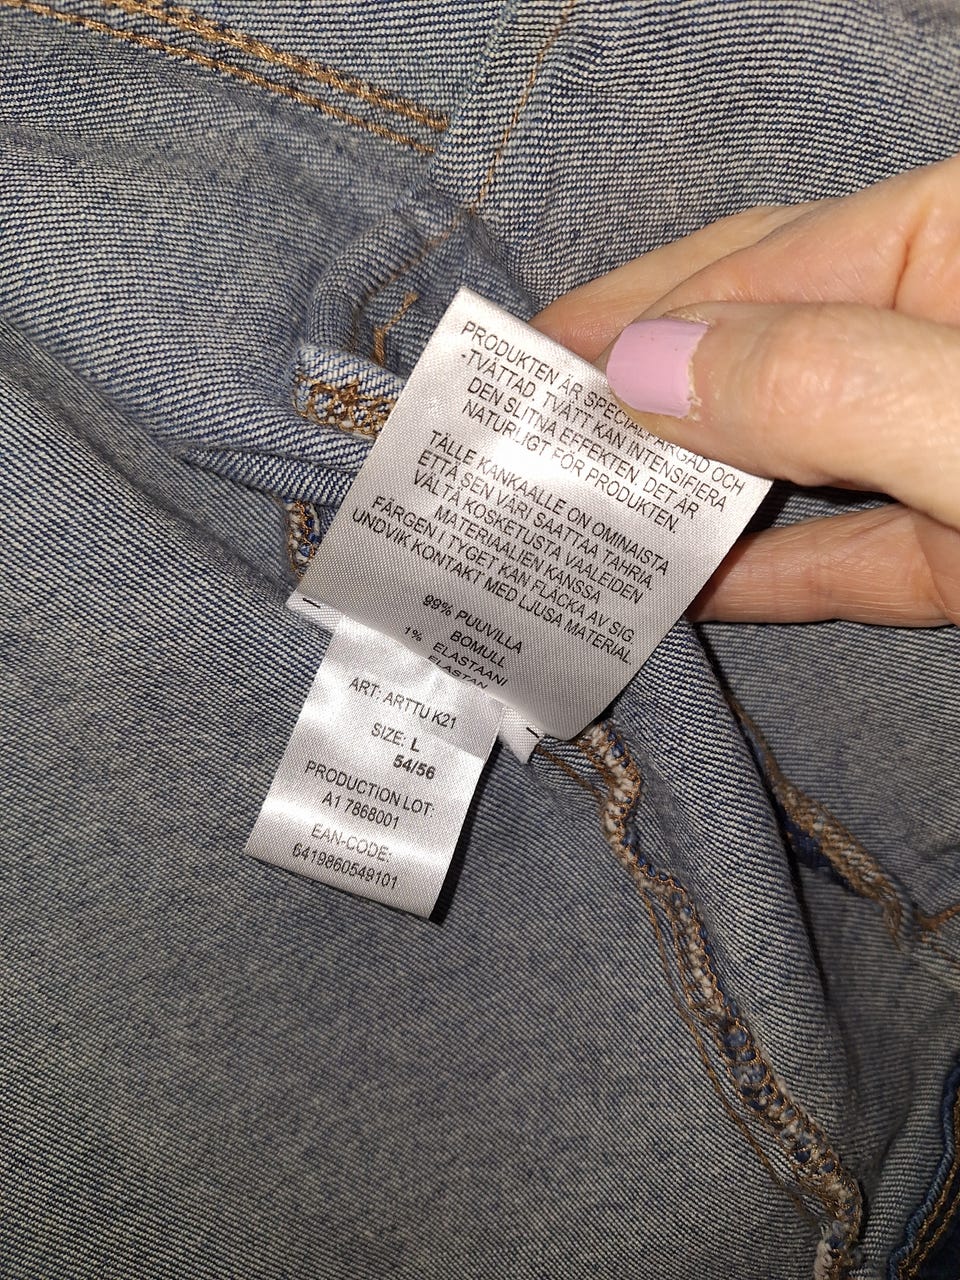 PRODUKTEN ÄR SPECIALFÄRGAD OCH
-TVÄTTAD. TVÄTT KAN INTENSIFIERA
DEN SLITNA EFFEKTEN. DET ÄR
NATURLIGT FÖR PRODUKTEN.
TÄLLE KANKAALLE ON OMINAISTA
ETTÄ SEN VÄRI SAATTAA TAHRIA
VÄLTÄ KOSKETUSTA VAALEIDEN
MATERIAALIEN KANSSA
FÄRGEN I TYGET KAN FLÄCKA AV SIG
UNDVIK KONTAKT MED LJUSA MATERIAL
99% PUUVILLA
BOMULL
1% ELASTAANI
ELASTAN
ART: ARTTU K21
SIZE: L
54/56
PRODUCTION LOT:
A1 7868001
EAN-CODE:
6419860549101